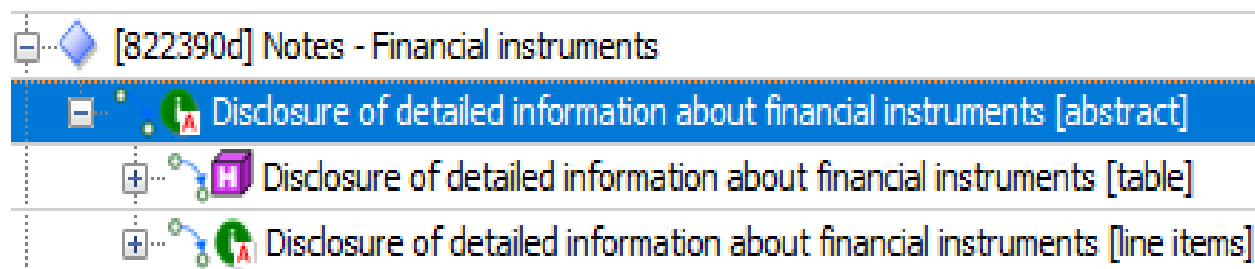 [822390d] Notes - Financial instruments
Disclosure of detailed information about financial instruments [abstract]
Disclosure of detailed information about financial instruments [table]
Disclosure of detailed information about financial instruments [line items]